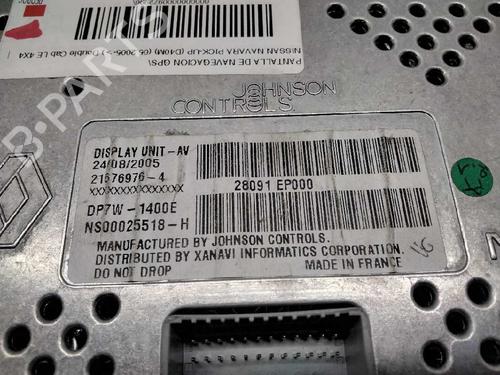 PANTALLA DE NAVEGACION GPS\
NISSAN NAVARA PICK-UP (D40M) (05.2005->) Double Cab LE 4X4
JOHNSON
CONTROLS
DISPLAY UNIT-AV
24/08/2005
21676976-4
XXXXXXXXXXXXXXX
DP7W-1400E
NS00025518-H
28091 EP000
MANUFACTURED BY JOHNSON CONTROLS.
DISTRIBUTED BY XANAVI INFORMATICS CORPORATION.
DO NOT DROP
MADE IN FRANCE
B-PARTS